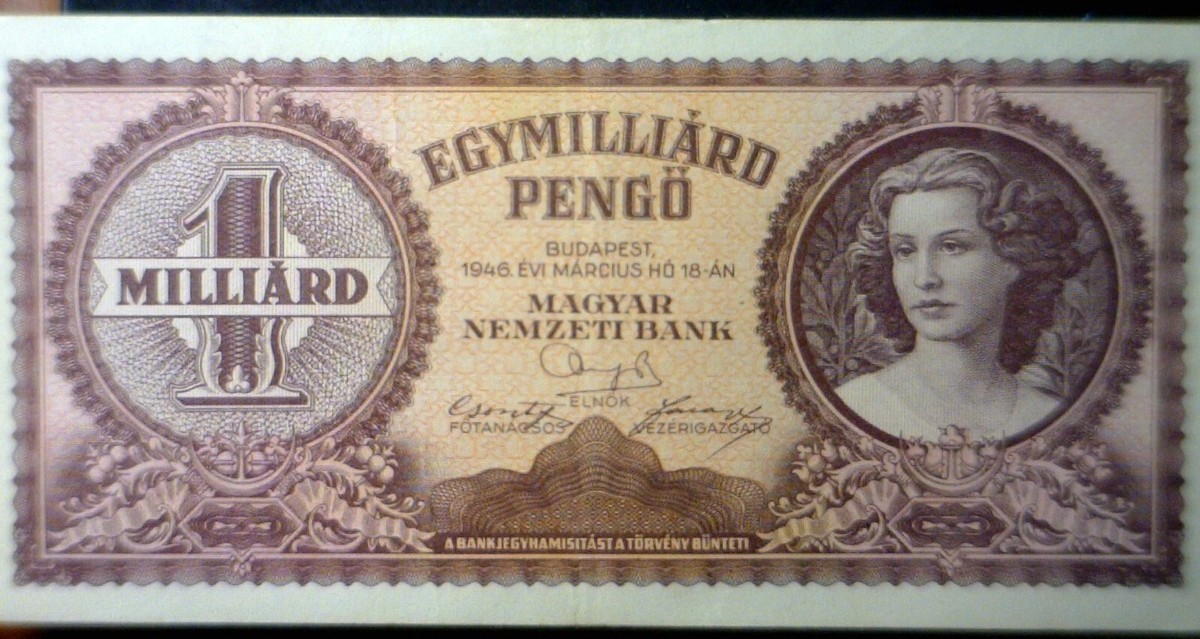 EGYMILLIÁRD
PENGŐ
BUDAPEST,
1946. ÉVI MÁRCIUS HÓ 18-ÁN
MAGYAR
NEMZETI BANK
ELNÖK
FŐTANÁCSOS VEZÉRIGAZGATÓ
1
MILLIÁRD
A BANKJEGYHAMISITÁST A TÖRVÉNY BÜNTETI